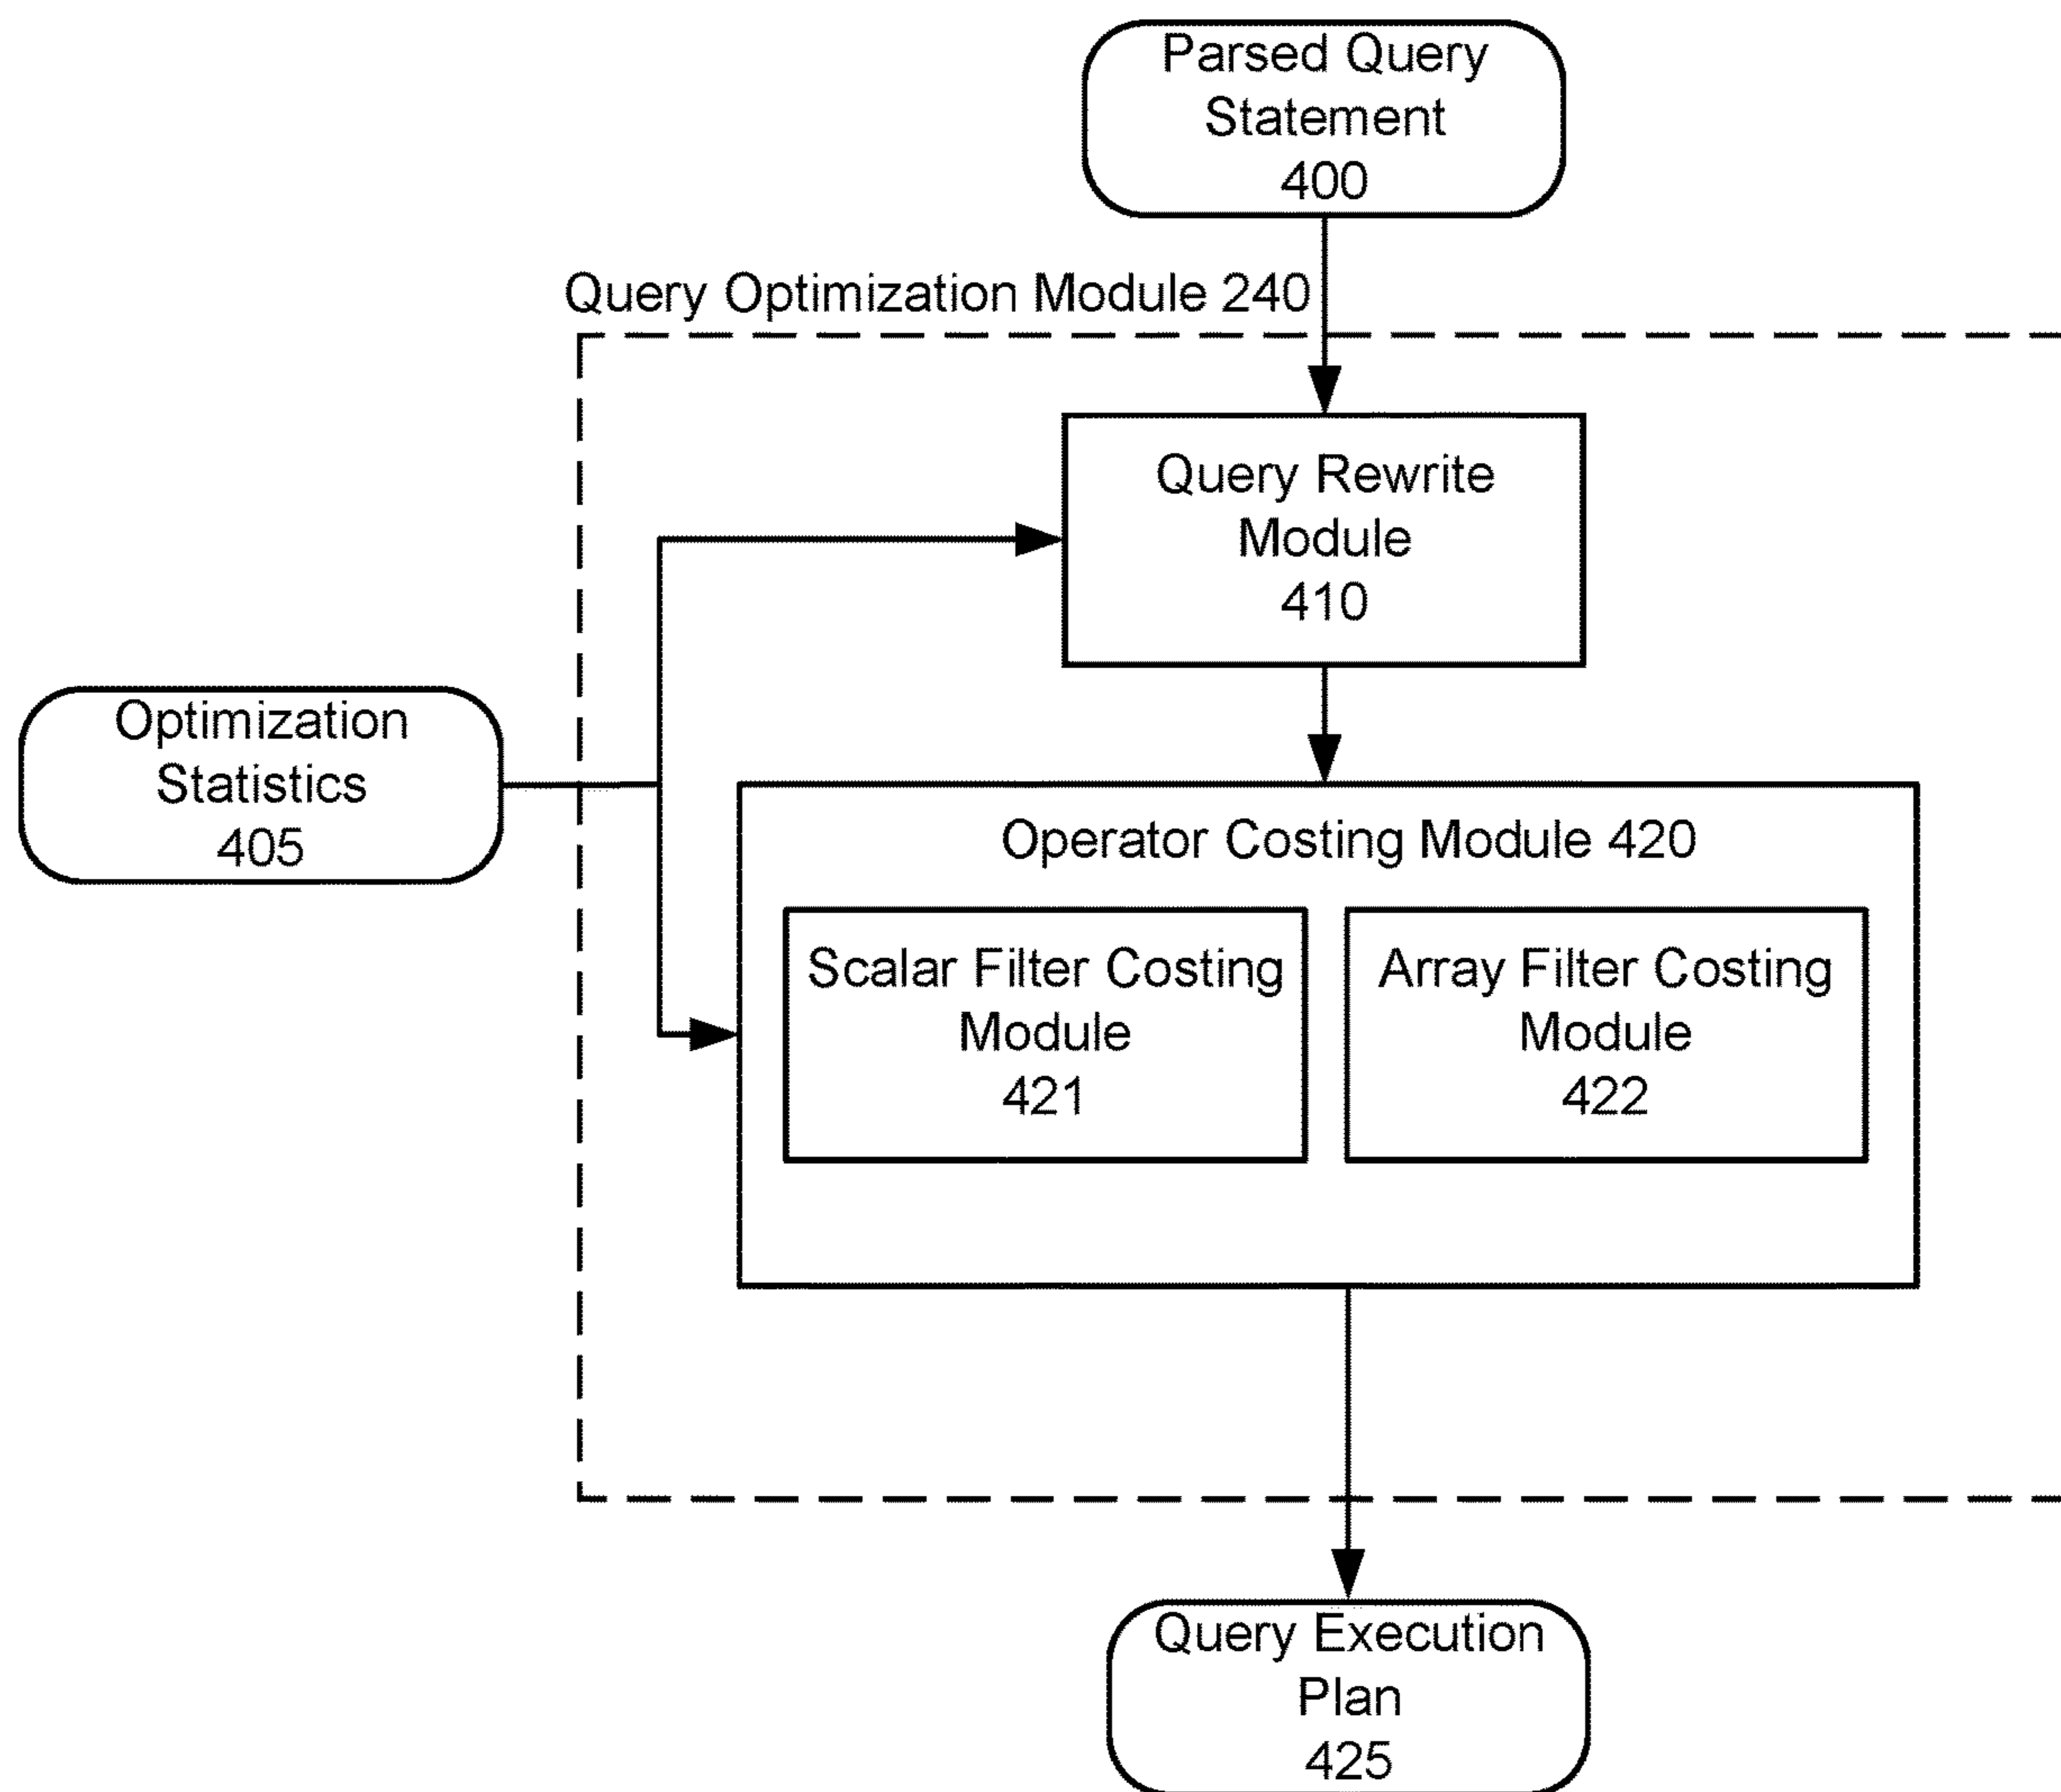 Parsed Query
Statement
400
Query Optimization Module 240
Query Rewrite
Module
410
Optimization
Statistics
405
Operator Costing Module 420
Scalar Filter Costing
Module
421
Array Filter Costing
Module
422
Query Execution
Plan
425